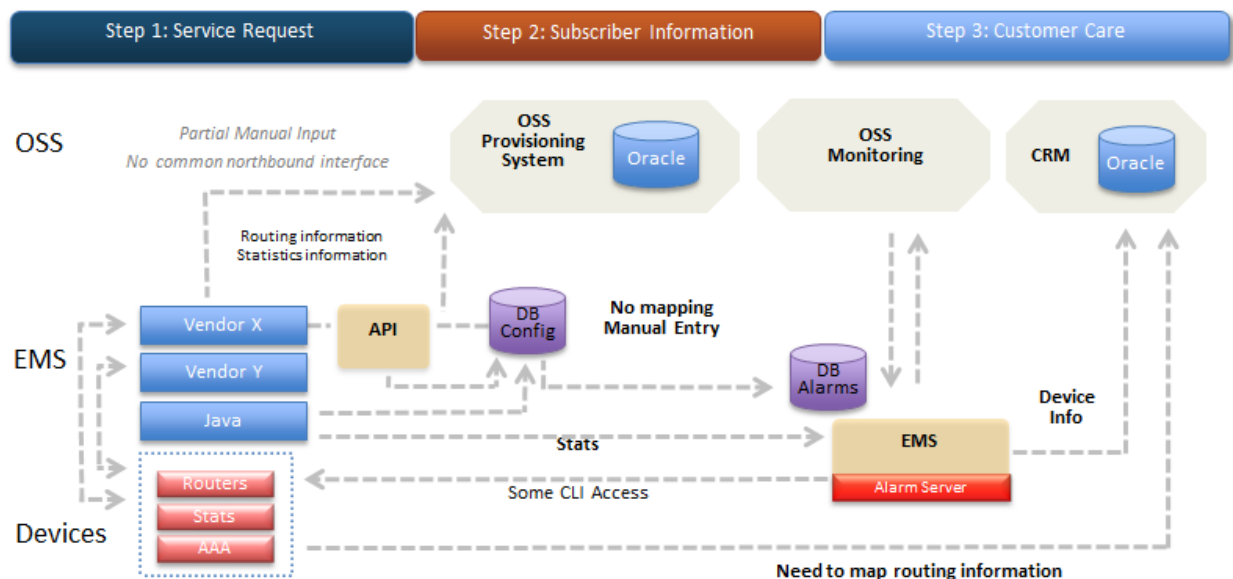 Step 1: Service Request
Step 2: Subscriber Information
Step 3: Customer Care
OSS
Partial Manual Input
No common northbound interface
OSS
Provisioning
System
Oracle
OSS
Monitoring
CRM
Oracle
Routing information
Statistics information
EMS
Vendor X
Vendor Y
Java
API
DB
Config
No mapping
Manual Entry
DB
Alarms
Device
Info
Stats
EMS
Alarm Server
Some CLI Access
Devices
Routers
Stats
AAA
Need to map routing information